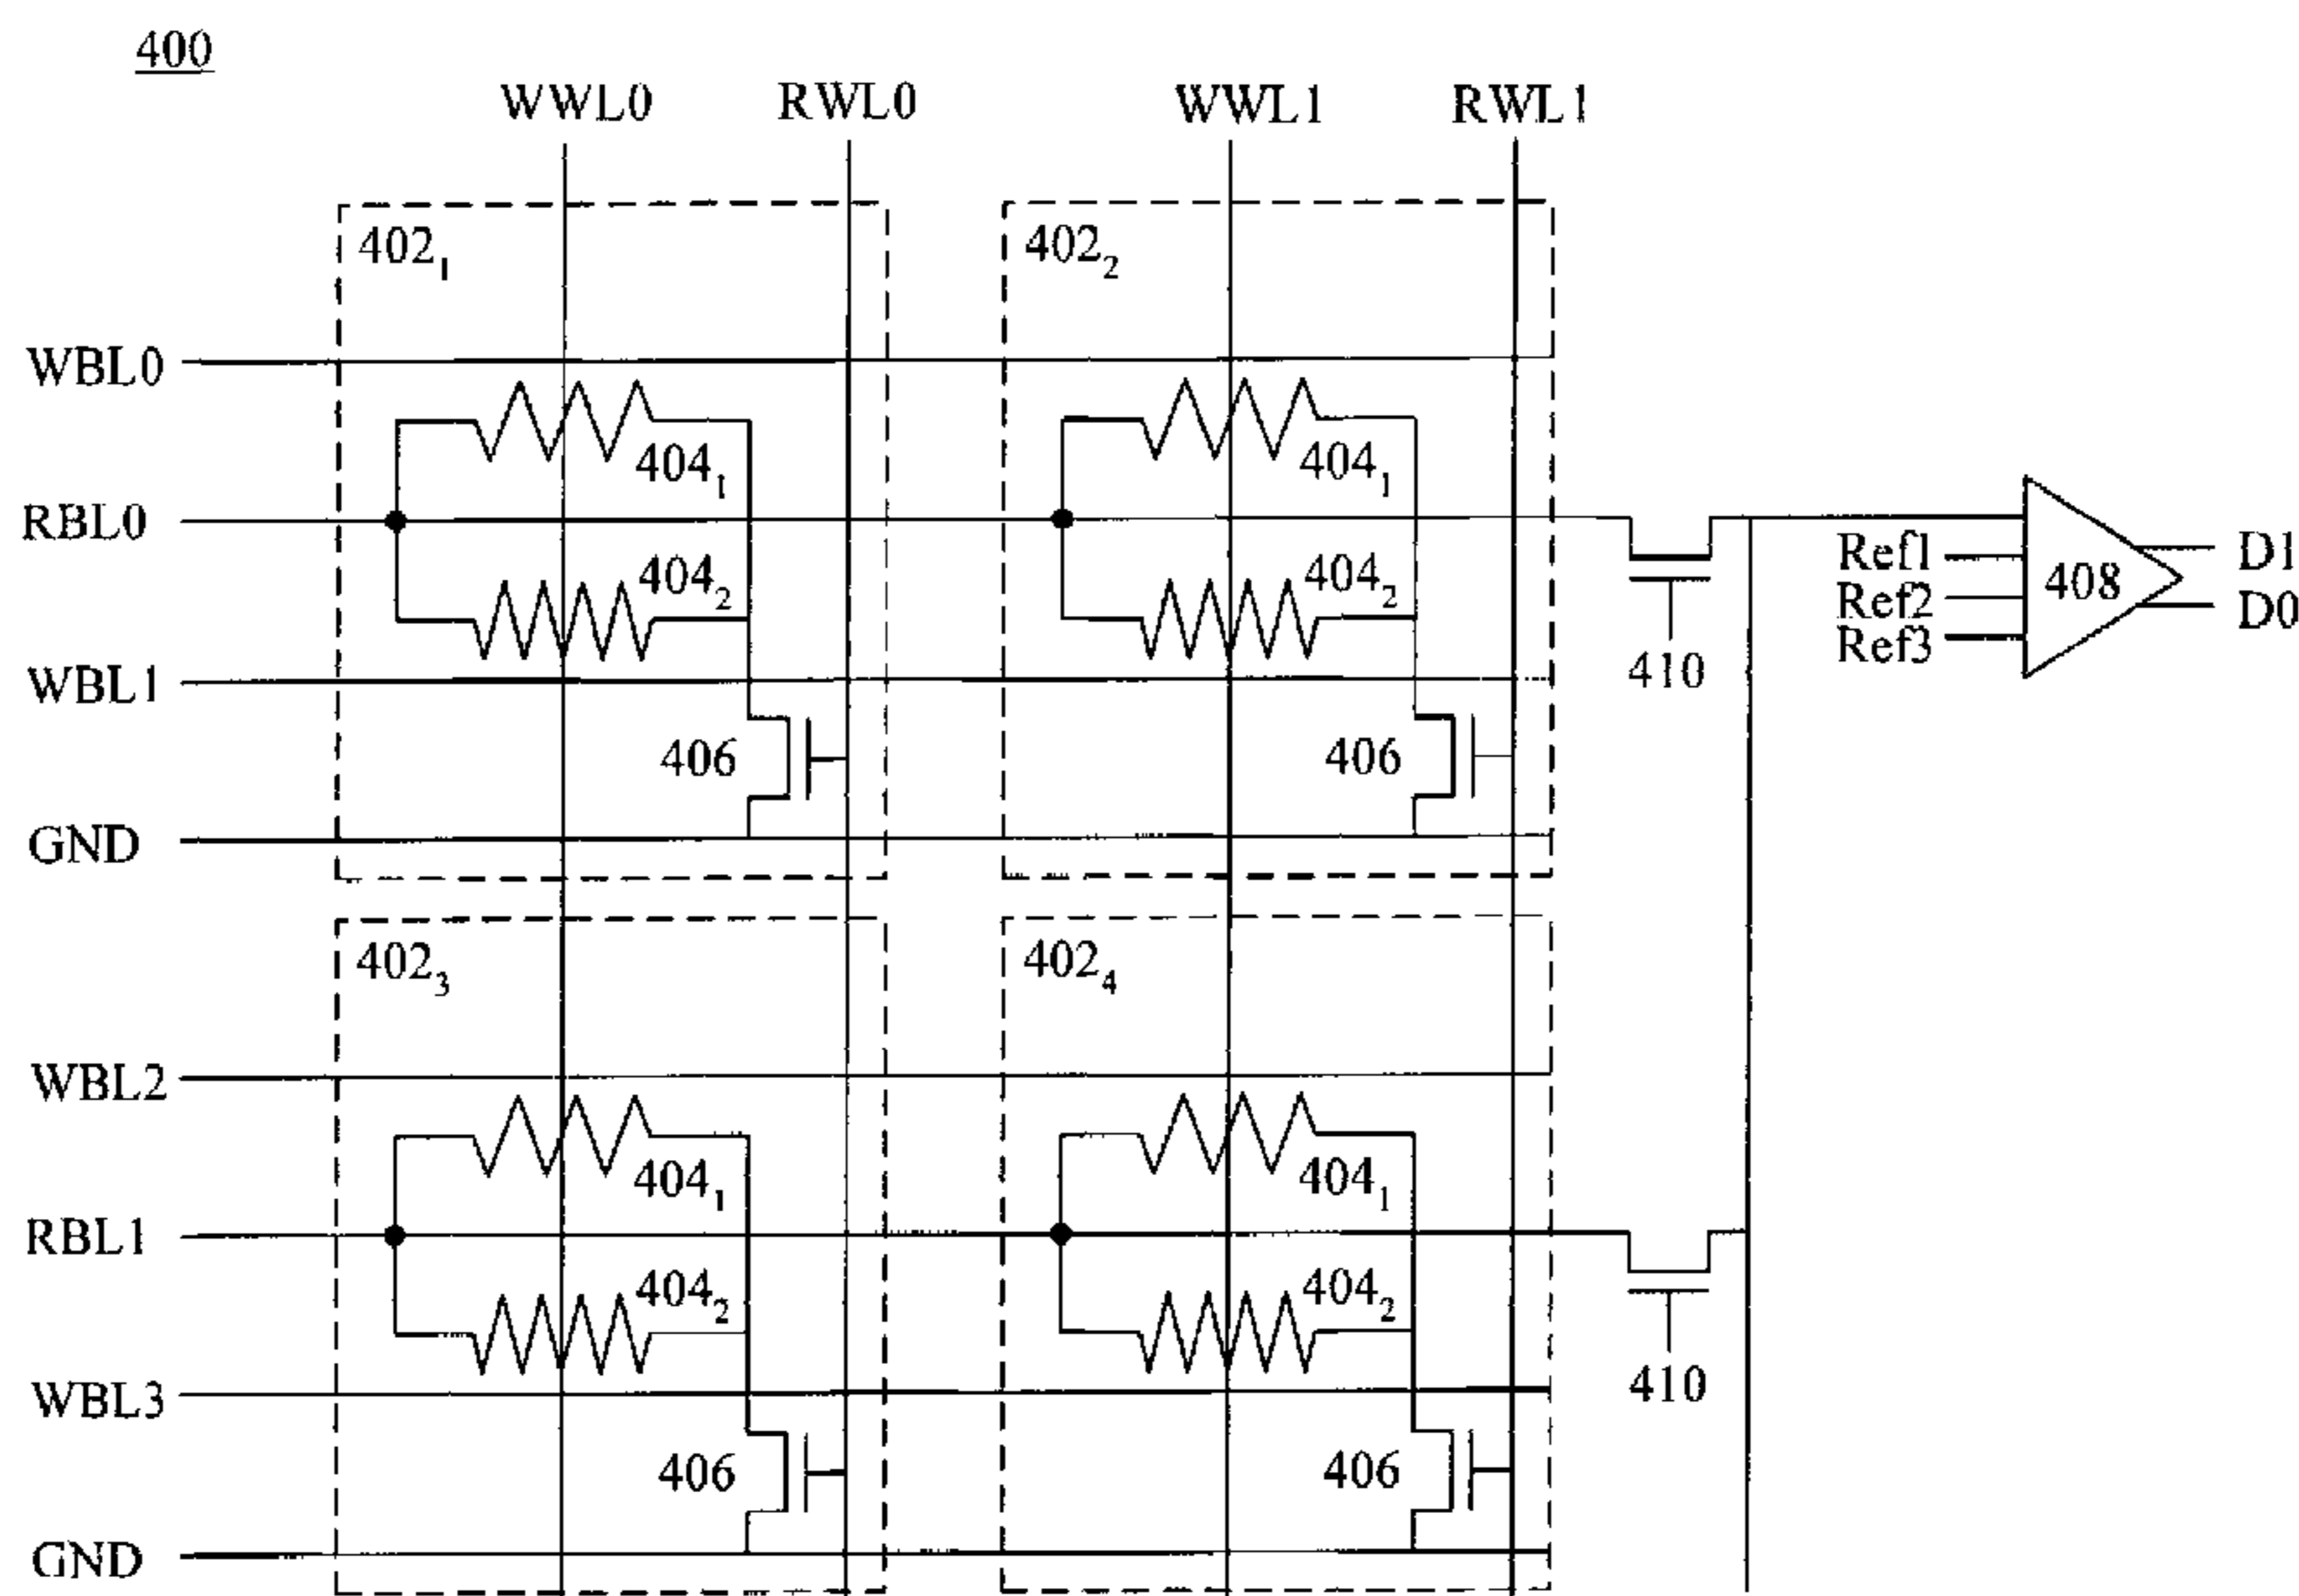 400
WWL0 RWL0 WWL1 RWL1
402₁ 402₂
WBL0
404₁ 404₁
RBL0
Ref1 D1
404₂ 404₂ 408
Ref2 D0
Ref3
WBL1 410
406 406
GND
402₃ 402₄
WBL2
404₁ 404₁
RBL1
404₂ 404₂
WBL3 410
406 406
GND